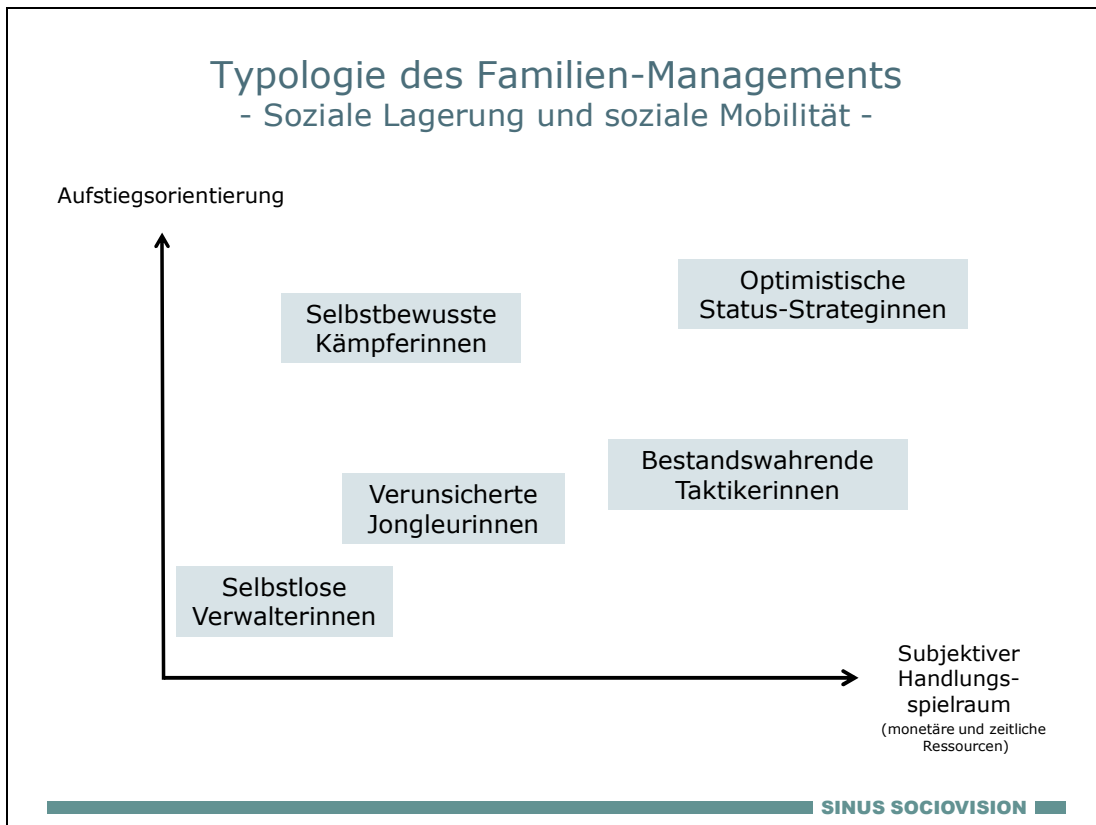 Typologie des Familien-Managements
- Soziale Lagerung und soziale Mobilität -
Aufstiegsorientierung
Optimistische
Status-Strateginnen
Selbstbewusste
Kämpferinnen
Bestandswahrende
Taktikerinnen
Verunsicherte
Jongleurinnen
Selbstlose
Verwalterinnen
Subjektiver
Handlungs-
spielraum
(monetäre und zeitliche
Ressourcen)
SINUS SOCIOVISION